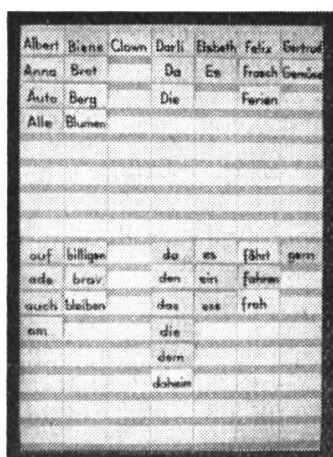 Albert Biene Clown Darli Elsbeth Felix Gertrud
Anna Brot Da Es Frosch Gemüse
Auto Berg Die Ferien
Alle Blumen
auf billigen da es fährt gern
ade brav den ein fahren
auch bleiben das ess froh
am die
dem
daheim